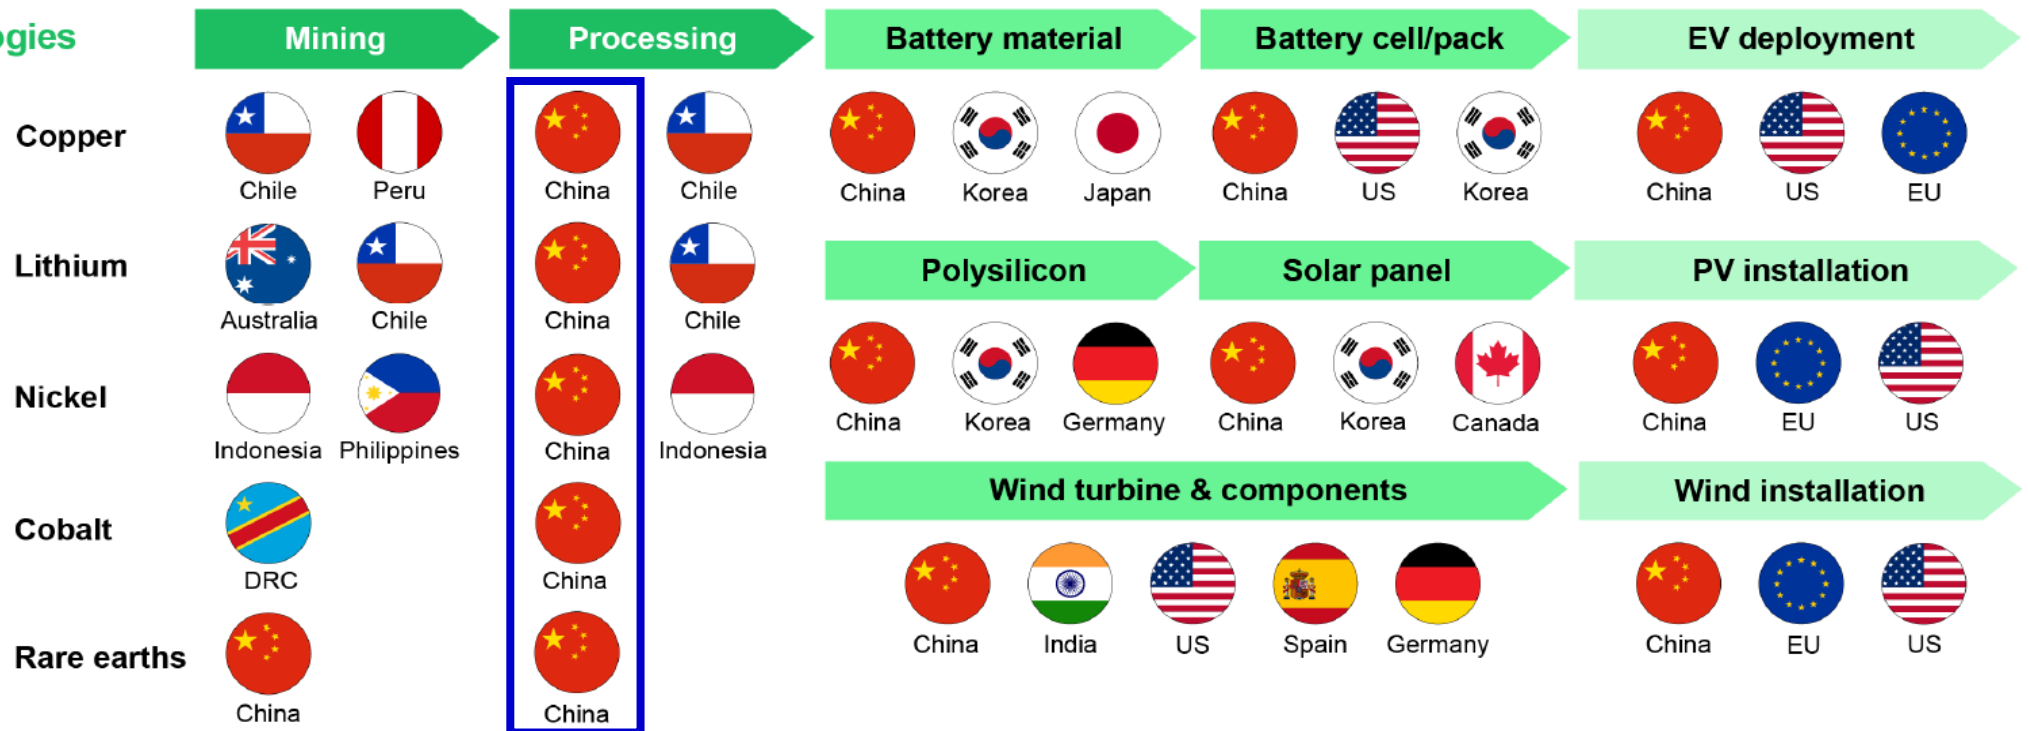 ogies
Mining Processing Battery material Battery cell/pack EV deployment
Copper
Chile Peru China Chile China Korea Japan China US Korea China US EU
Lithium
Australia Chile China Chile
Polysilicon Solar panel PV installation
Nickel
Indonesia Philippines China Indonesia
China Korea Germany China Korea Canada China EU US
Wind turbine & components Wind installation
Cobalt
DRC China
China India US Spain Germany China EU US
Rare earths
China China